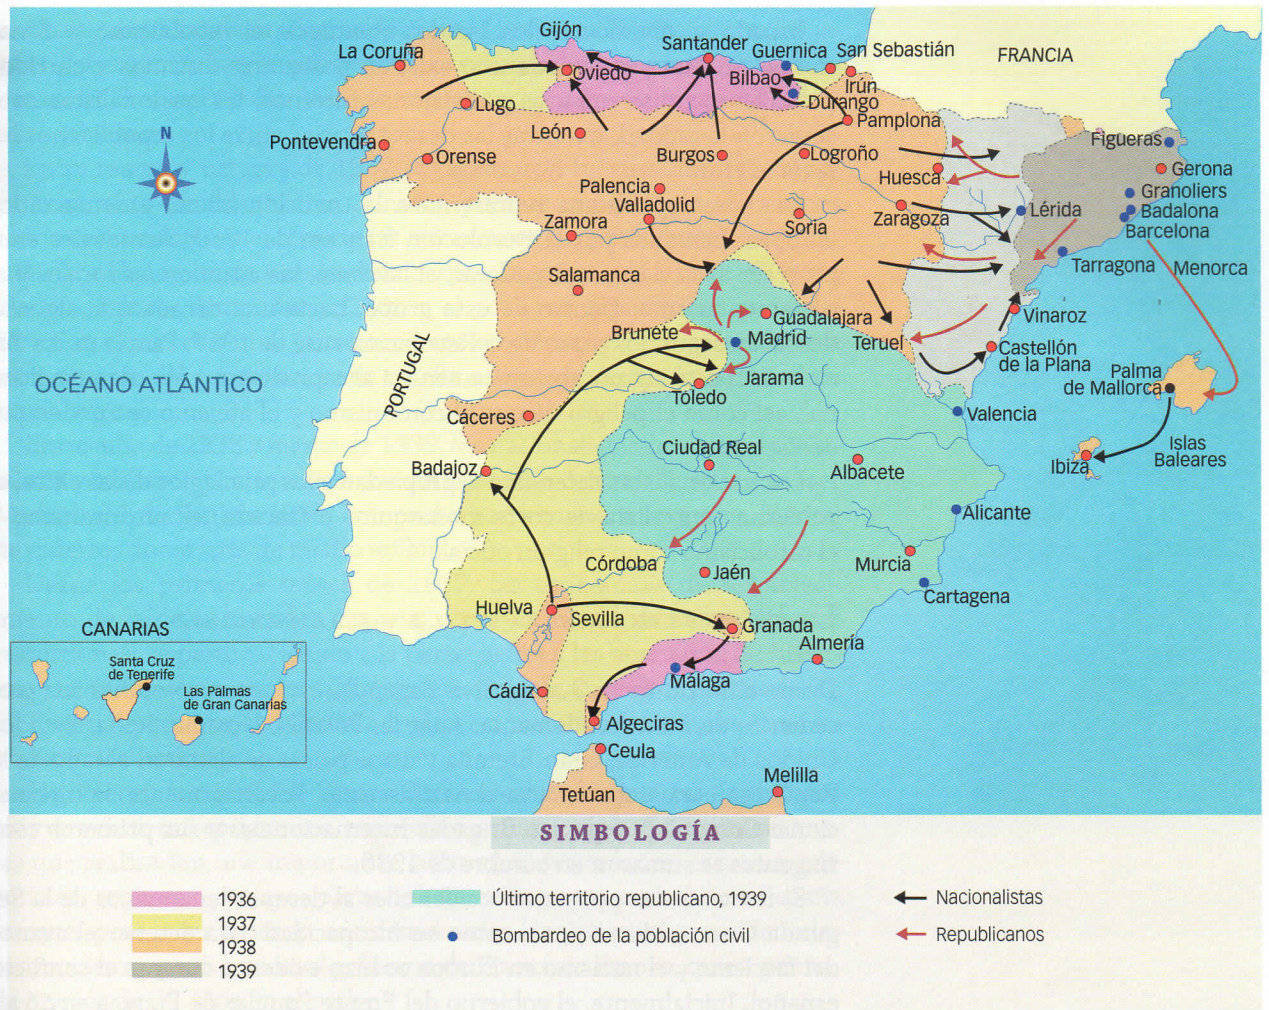 Gijón
La Coruña
Santander
Guernica
San Sebastián
FRANCIA
Oviedo
Bilbao
Irún
Lugo
Durango
León
Pamplona
Pontevendra
Orense
Burgos
Logroño
Figueras
Gerona
Huesca
Palencia
Valladolid
Granoliers
Badalona
Barcelona
Lérida
Zamora
Soria
Zaragoza
Salamanca
Tarragona
Menorca
Guadalajara
Vinaroz
Brunete
Madrid
Teruel
Castellón
de la Plana
PORTUGAL
OCÉANO ATLÁNTICO
Jarama
Toledo
Palma
de Mallorca
Cáceres
Valencia
Ciudad Real
Badajoz
Albacete
Ibiza
Islas
Baleares
Alicante
Córdoba
Jaén
Murcia
Cartagena
Huelva
Sevilla
Granada
Almería
Málaga
Cádiz
Algeciras
Ceula
Melilla
Tetúan
N
CANARIAS
Santa Cruz
de Tenerife
Las Palmas
de Gran Canarias
SIMBOLOGÍA
1936
1937
1938
1939
Último territorio republicano, 1939
Bombardeo de la población civil
Nacionalistas
Republicanos